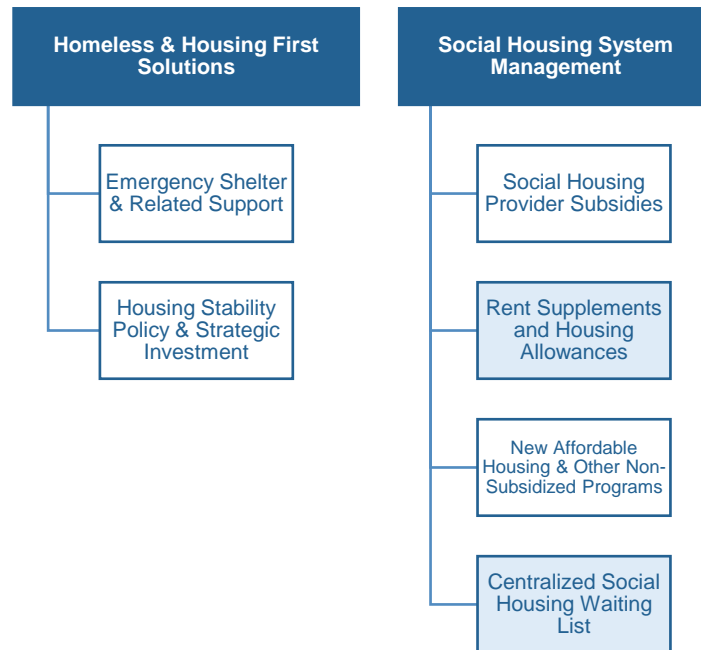 Homeless & Housing First
Solutions
Emergency Shelter
& Related Support
Housing Stability
Policy & Strategic
Investment
Social Housing System
Management
Social Housing
Provider Subsidies
Rent Supplements
and Housing
Allowances
New Affordable
Housing & Other Non-
Subsidized Programs
Centralized Social
Housing Waiting
List